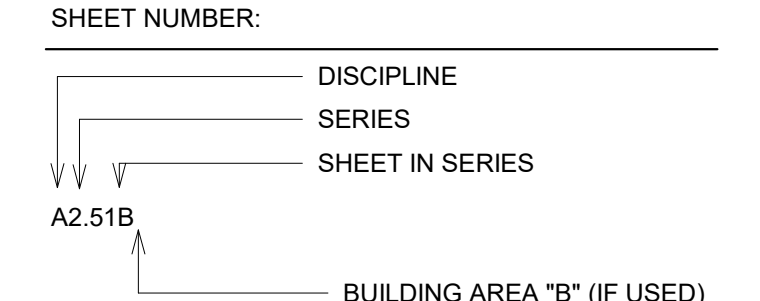 SHEET NUMBER:
DISCIPLINE
SERIES
SHEET IN SERIES
A2.51B
BUILDING AREA "B" (IF USED)